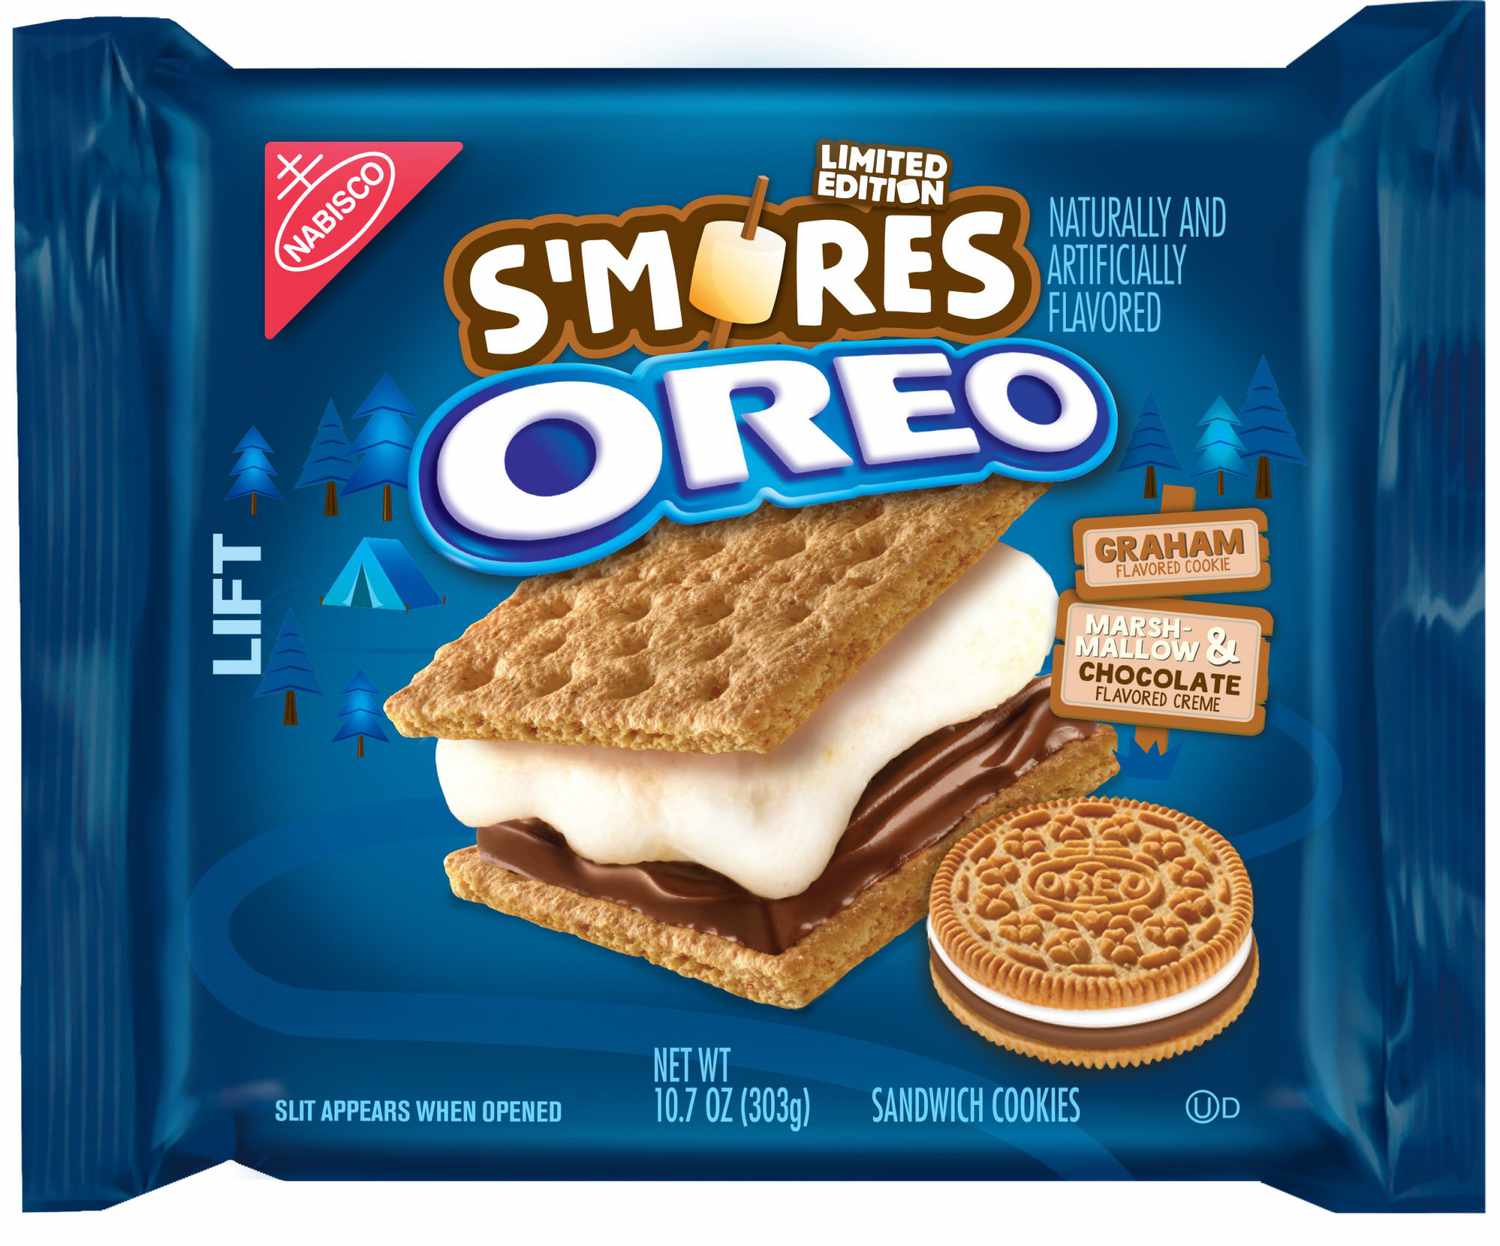 NABISCO
LIMITED
EDITION
S'MORES
OREO
NATURALLY AND
ARTIFICIALLY
FLAVORED
LIFT
GRAHAM
FLAVORED COOKIE
MARSH-
MALLOW &
CHOCOLATE
FLAVORED CREME
OREO
NET WT
10.7 OZ (303g)
SLIT APPEARS WHEN OPENED
SANDWICH COOKIES
UD